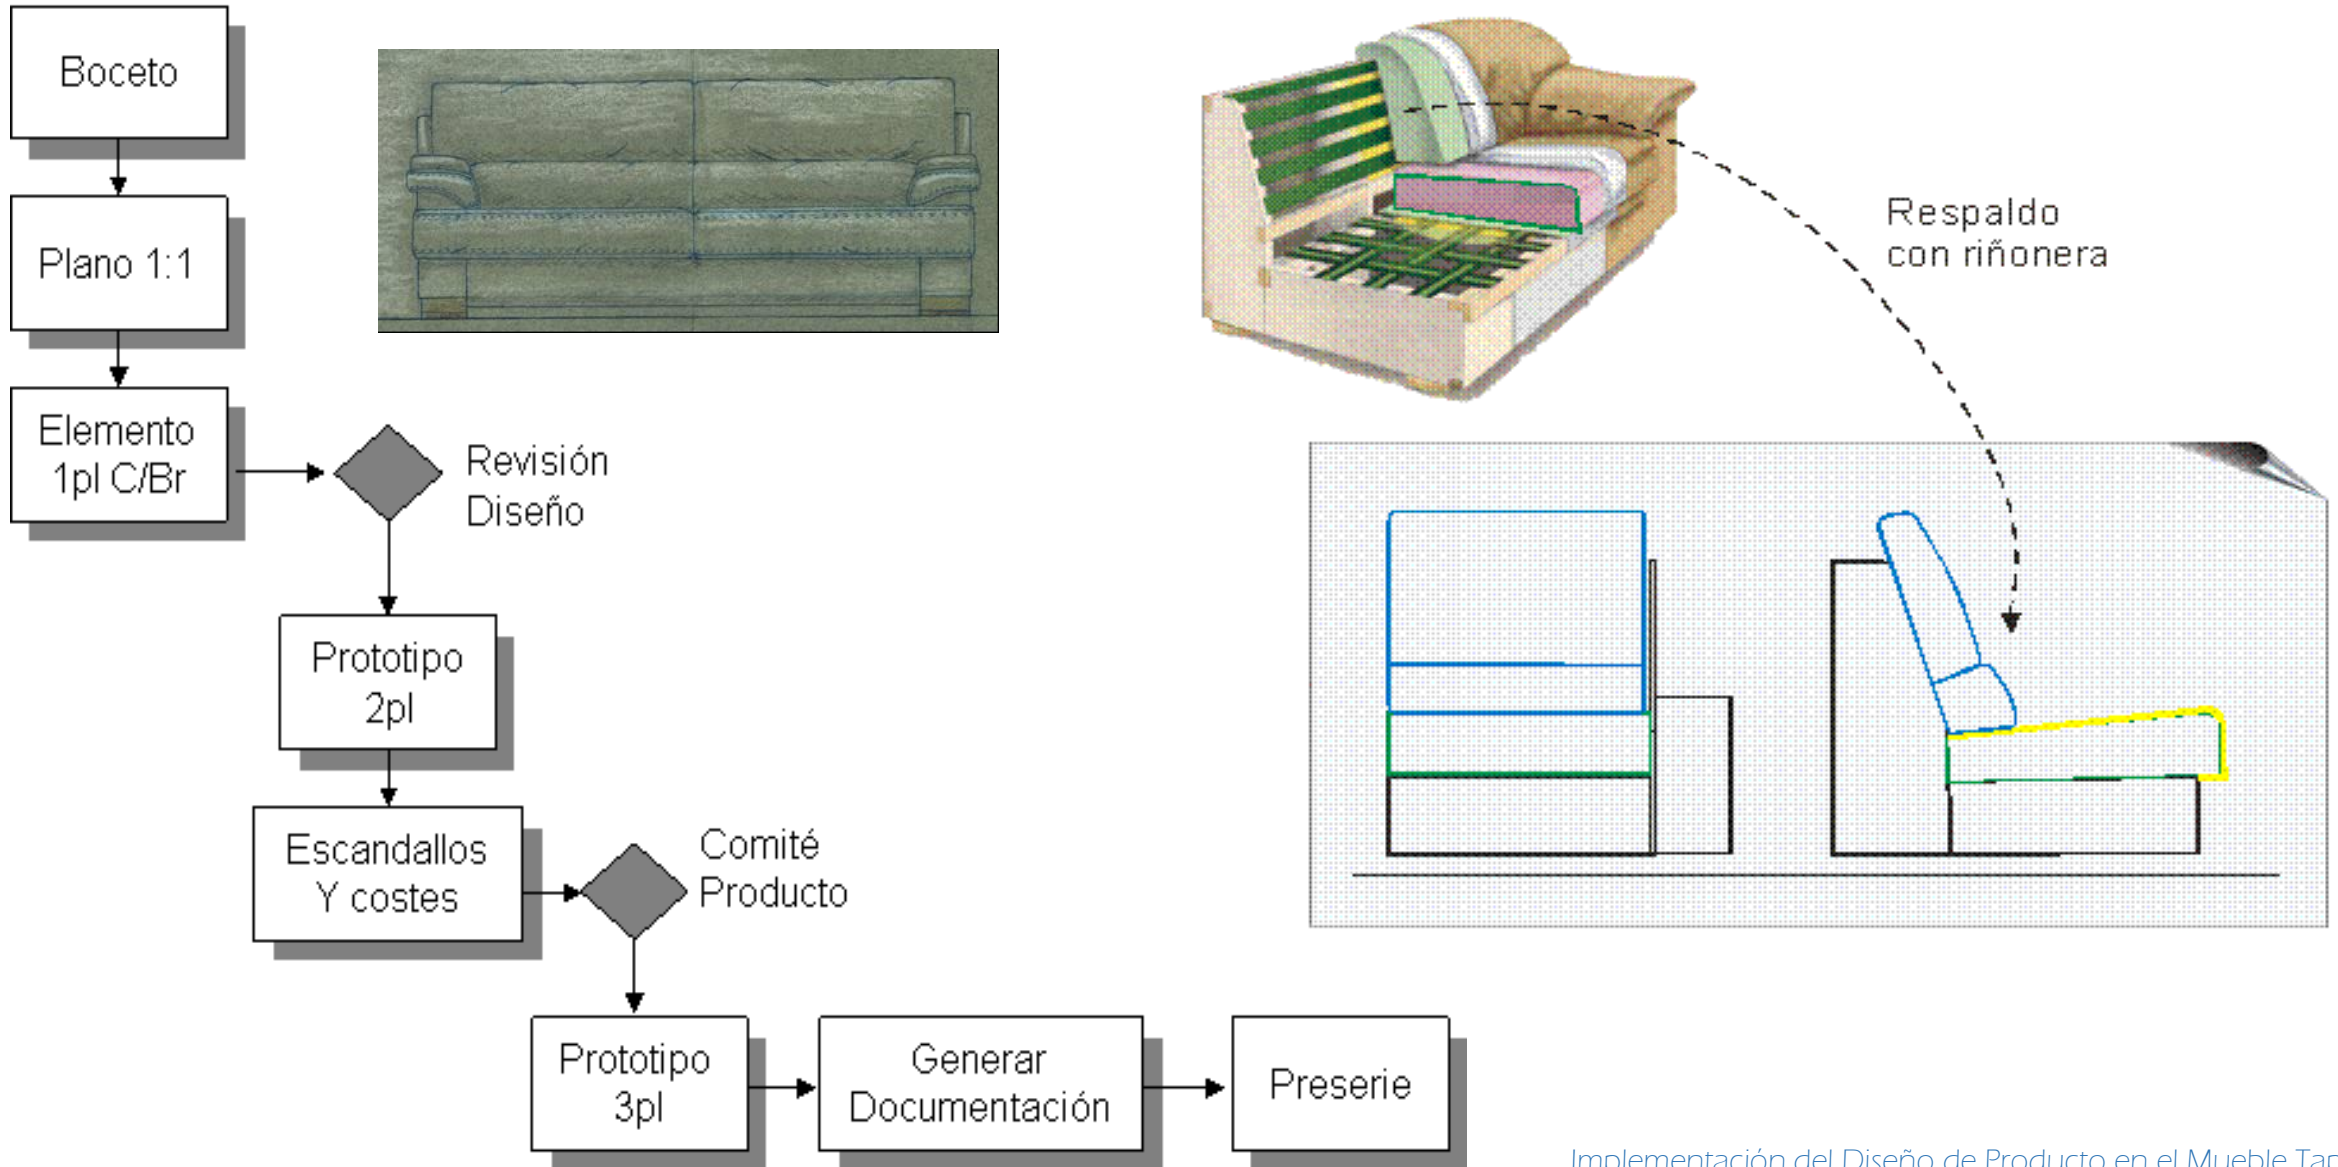 Boceto
Plano 1:1
Elemento
1pl C/Br
Revisión
Diseño
Prototipo
2pl
Escandallos
Y costes
Comité
Producto
Prototipo
3pl
Generar
Documentación
Preserie
Respaldo
con riñonera
Implementación del Diseño de Producto en el Mueble